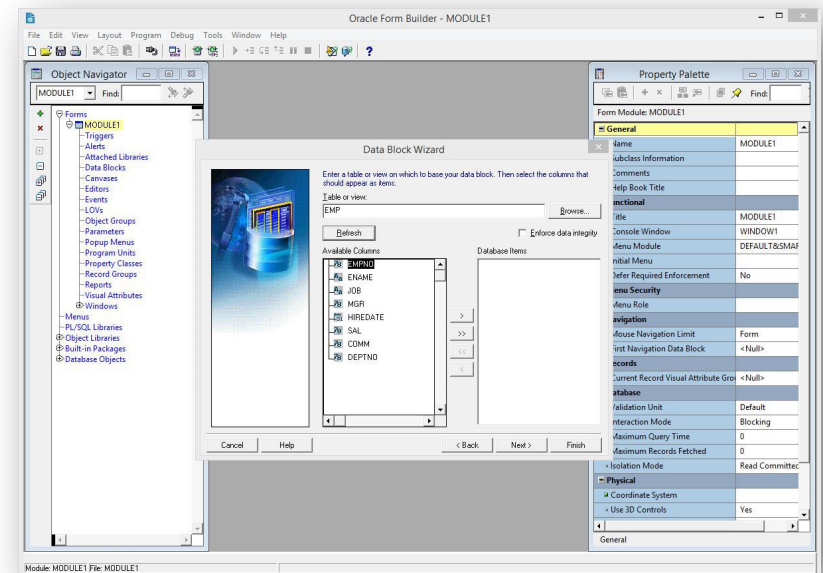 Oracle Form Builder - MODULE1
File Edit View Layout Program Debug Tools Window Help
Object Navigator
MODULE1 Find:
Forms
MODULE1
Triggers
Alerts
Attached Libraries
Data Blocks
Canvases
Editors
Events
LOVs
Object Groups
Parameters
Popup Menus
Program Units
Property Classes
Record Groups
Reports
Visual Attributes
Windows
Menus
PL/SQL Libraries
Object Libraries
Built-in Packages
Database Objects
Data Block Wizard
Enter a table or view on which to base your data block. Then select the columns that
should appear as items.
Table or view:
EMP Browse...
Refresh Enforce data integrity
Available Columns Database Items
EMPNO
ENAME
JOB
MGR
HIREDATE
SAL
COMM
DEPTNO
>
>>
<<
<
Cancel Help < Back Next > Finish
Property Palette
Find:
Form Module: MODULE1
General
Name MODULE1
Subclass Information
Comments
Help Book Title
unctional
Title MODULE1
Console Window WINDOW1
Menu Module DEFAULT&SMAR
Initial Menu
Defer Required Enforcement No
enu Security
Menu Role
avigation
Mouse Navigation Limit Form
First Navigation Data Block <Null>
ecords
Current Record Visual Attribute Gro <Null>
atabase
Validation Unit Default
Interaction Mode Blocking
Maximum Query Time 0
Maximum Records Fetched 0
Isolation Mode Read Committed
Physical
Coordinate System
Use 3D Controls Yes
General
Module: MODULE1 File: MODULE1